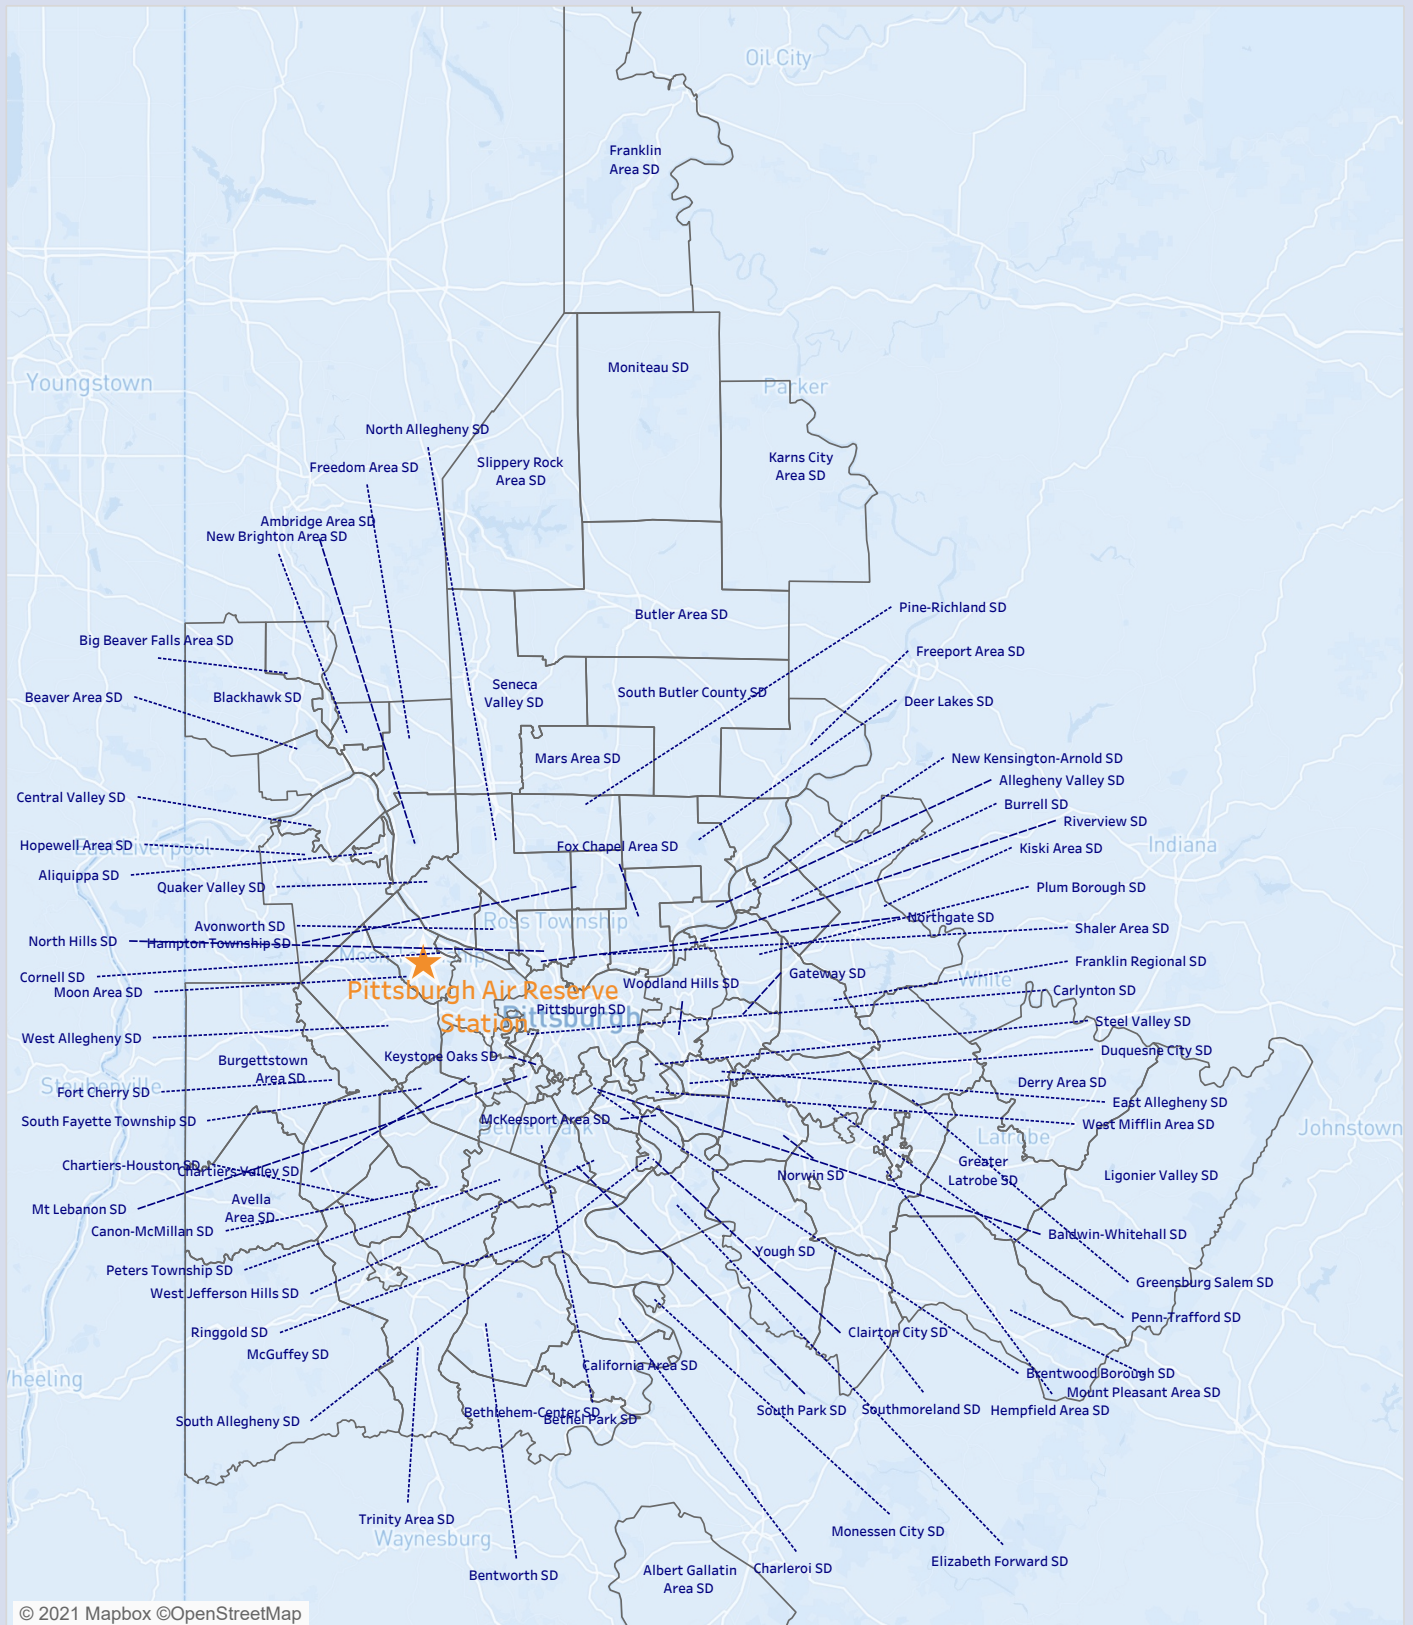 Oil City
Franklin
Area SD
Moniteau SD
Youngstown
Parker
North Allegheny SD
Slippery Rock
Area SD
Karns City
Area SD
Freedom Area SD
Ambridge Area SD
New Brighton Area SD
Butler Area SD
Pine-Richland SD
Big Beaver Falls Area SD
Freeport Area SD
Beaver Area SD
Blackhawk SD
Seneca
Valley SD
South Butler County SD
Deer Lakes SD
Mars Area SD
New Kensington-Arnold SD
Allegheny Valley SD
Central Valley SD
Burrell SD
Riverview SD
East Liverpool
Hopewell Area SD
Fox Chapel Area SD
Kiski Area SD
Indiana
Aliquippa SD
Quaker Valley SD
Plum Borough SD
Avonworth SD
Ross Township
Northgate SD
Shaler Area SD
North Hills SD
Hampton Township SD
Moon Township
Franklin Regional SD
Cornell SD
Moon Area SD
Pittsburgh Air Reserve
Station
Woodland Hills SD
Gateway SD
White
Carlynton SD
Pittsburgh SD
Pittsburgh
Steel Valley SD
West Allegheny SD
Keystone Oaks SD
Duquesne City SD
Burgettstown
Area SD
Steubenville
Fort Cherry SD
Derry Area SD
East Allegheny SD
South Fayette Township SD
McKeesport Area SD
Bethel Park
West Mifflin Area SD
Latrobe
Johnstown
Chartiers-Houston SD
Chartiers-Valley SD
Norwin SD
Greater
Latrobe SD
Ligonier Valley SD
Mt Lebanon SD
Avella
Area SD
Canon-McMillan SD
Baldwin-Whitehall SD
Yough SD
Peters Township SD
Greensburg Salem SD
West Jefferson Hills SD
Penn-Trafford SD
Ringgold SD
Clairton City SD
McGuffey SD
California Area SD
Wheeling
Brentwood Borough SD
Mount Pleasant Area SD
South Allegheny SD
Bethlehem-Center SD
Bethel Park SD
South Park SD
Southmoreland SD
Hempfield Area SD
Trinity Area SD
Waynesburg
Monessen City SD
Bentworth SD
Albert Gallatin
Area SD
Charleroi SD
Elizabeth Forward SD
© 2021 Mapbox ©OpenStreetMap